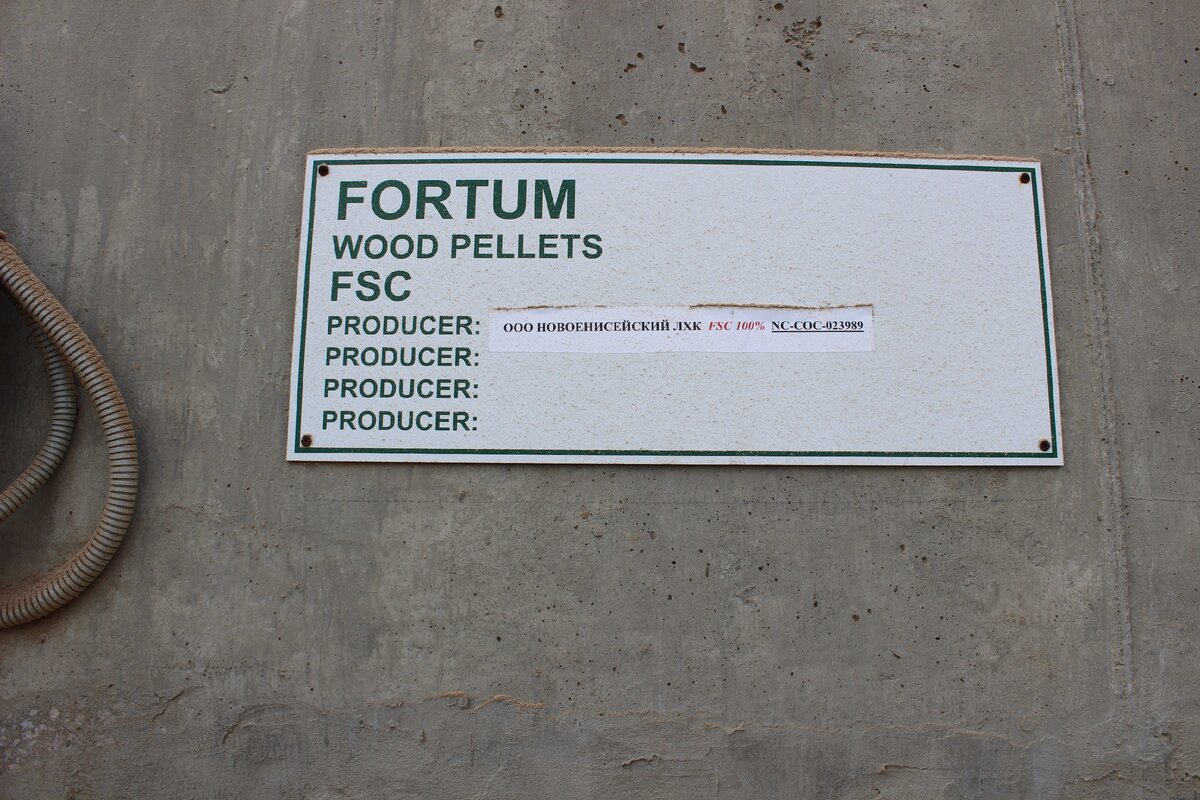 FORTUM
WOOD PELLETS
FSC
PRODUCER: ООО НОВОЕНИСЕЙСКИЙ ЛХК FSC 100% NC-COC-023989
PRODUCER:
PRODUCER:
PRODUCER: